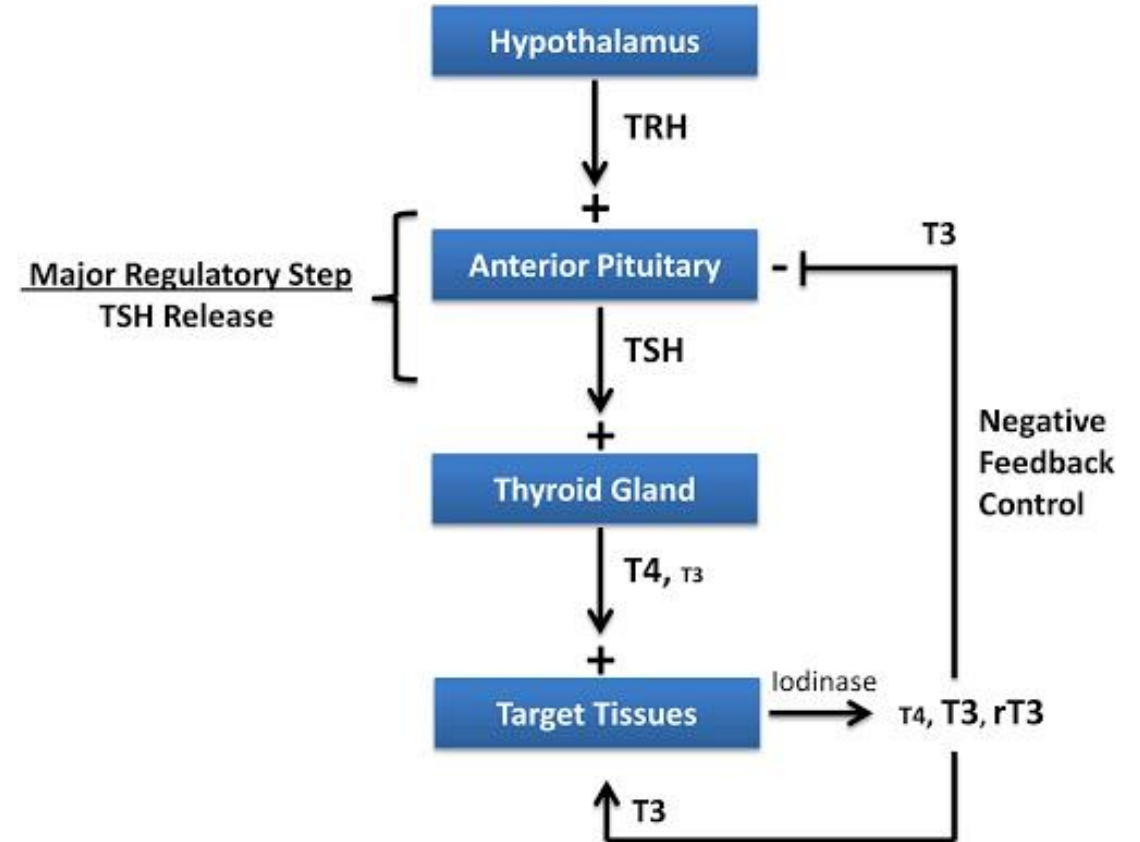 Hypothalamus
TRH
+
T3
Anterior Pituitary
-
Major Regulatory Step
TSH Release
TSH
+
Negative
Feedback
Control
Thyroid Gland
T4, T3
+
Iodinase
Target Tissues
T4, T3, rT3
T3